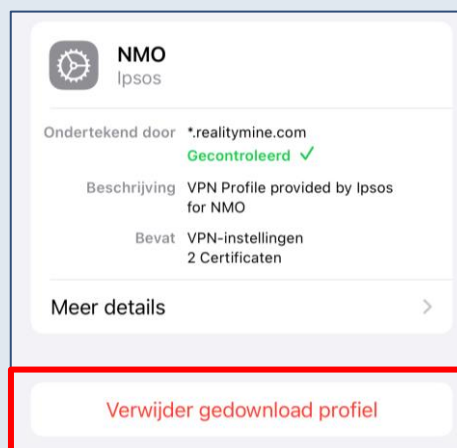 NMO
Ipsos
Ondertekend door *.realitymine.com
Gecontroleerd ✓
Beschrijving VPN Profile provided by Ipsos
for NMO
Bevat VPN-instellingen
2 Certificaten
Meer details
Verwijder gedownload profiel